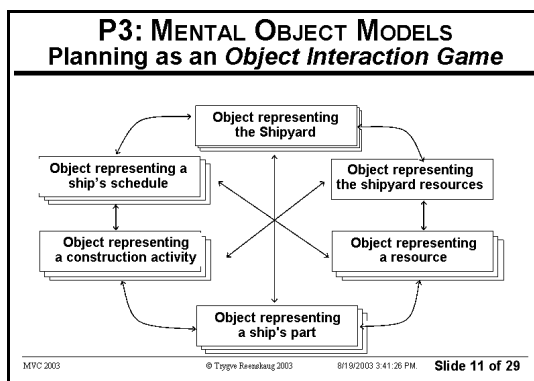 P3: MENTAL OBJECT MODELS
Planning as an Object Interaction Game
Object representing
the Shipyard
Object representing a
ship's schedule
Object representing
the shipyard resources
Object representing
a construction activity
Object representing
a resource
Object representing
a ship's part
MVC 2003
© Trygve Reenskaug 2003
8/19/2003 3:41:26 PM.
Slide 11 of 29